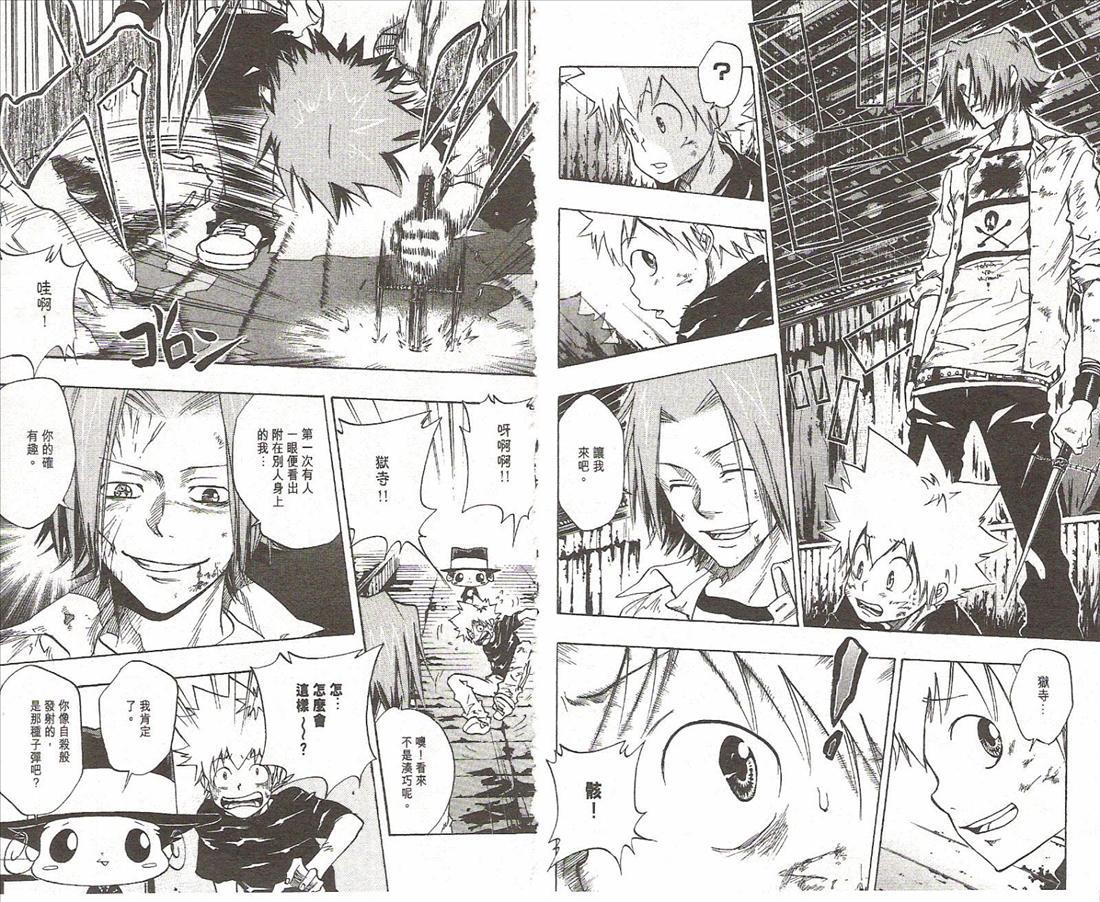 ?
讓我
來吧。
獄寺…
!
骸！
ゴロン
哇啊！
呀啊啊!!
獄寺!!
第一次有人
一眼便看出
附在別人身上
的我…
你的確
有趣。
噢！看來
不是湊巧呢。
怎…
怎麼會
這樣～？
我肯定
了。
你像自殺般
發射的，
是那種子彈吧？